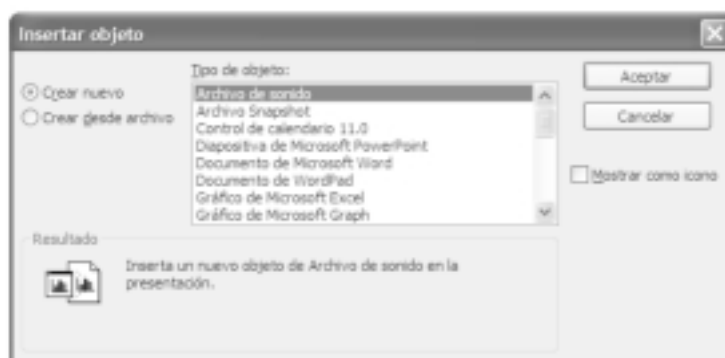 Insertar objeto
Tipo de objeto:
Crear nuevo
Crear desde archivo
Archivo de sonido
Archivo Snapshot
Control de calendario 11.0
Diapositiva de Microsoft PowerPoint
Documento de Microsoft Word
Documento de WordPad
Gráfico de Microsoft Excel
Gráfico de Microsoft Graph
Aceptar
Cancelar
Mostrar como icono
Resultado
Inserta un nuevo objeto de Archivo de sonido en la
presentación.